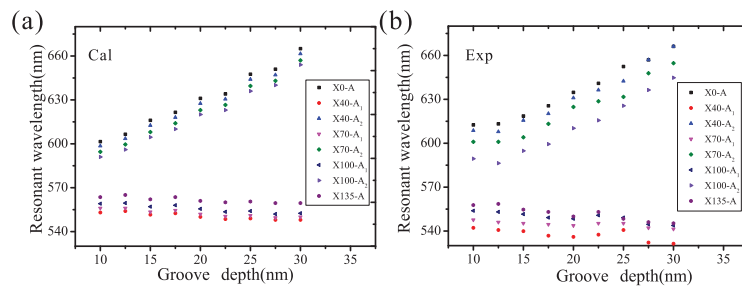 (a)
Cal
Resonant wavelength(nm)
660
630
600
570
540
X0-A
X40-A₁
X40-A₂
X70-A₁
X70-A₂
X100-A₁
X100-A₂
X135-A
10 15 20 25 30 35
Groove depth(nm)
(b)
Exp
Resonant wavelength(nm)
660
630
600
570
540
X0-A
X40-A₁
X40-A₂
X70-A₁
X70-A₂
X100-A₁
X100-A₂
X135-A
10 15 20 25 30 35
Groove depth(nm)